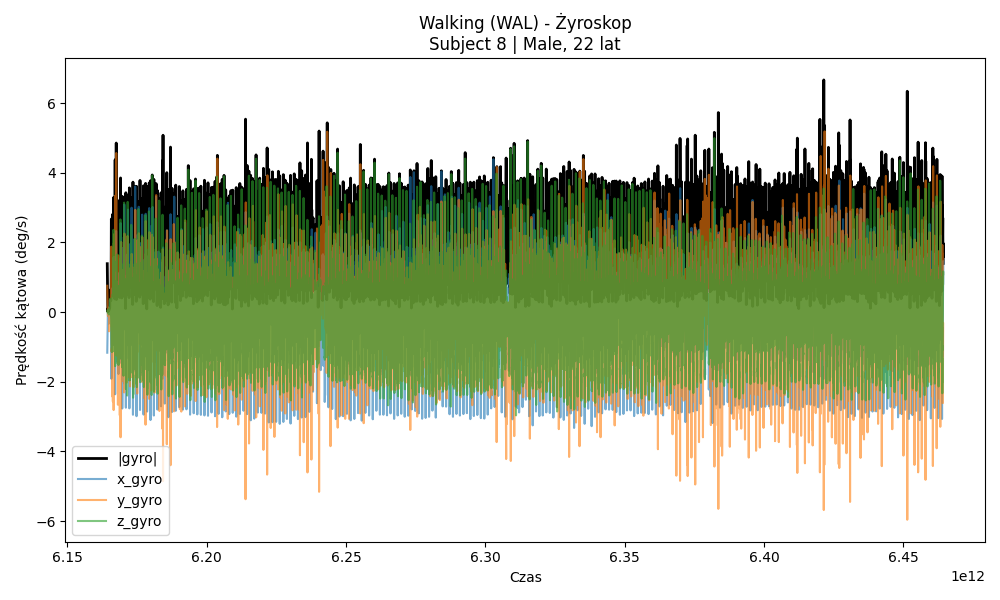 Walking (WAL) - Żyroskop
Subject 8 | Male, 22 lat
Prędkość kątowa (deg/s)
6
4
2
0
−2
−4
−6
|gyro|
x_gyro
y_gyro
z_gyro
6.15 6.20 6.25 6.30 6.35 6.40 6.45
1e12
Czas